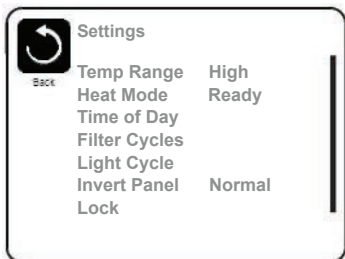 Settings
Back
Temp Range High
Heat Mode Ready
Time of Day
Filter Cycles
Light Cycle
Invert Panel Normal
Lock